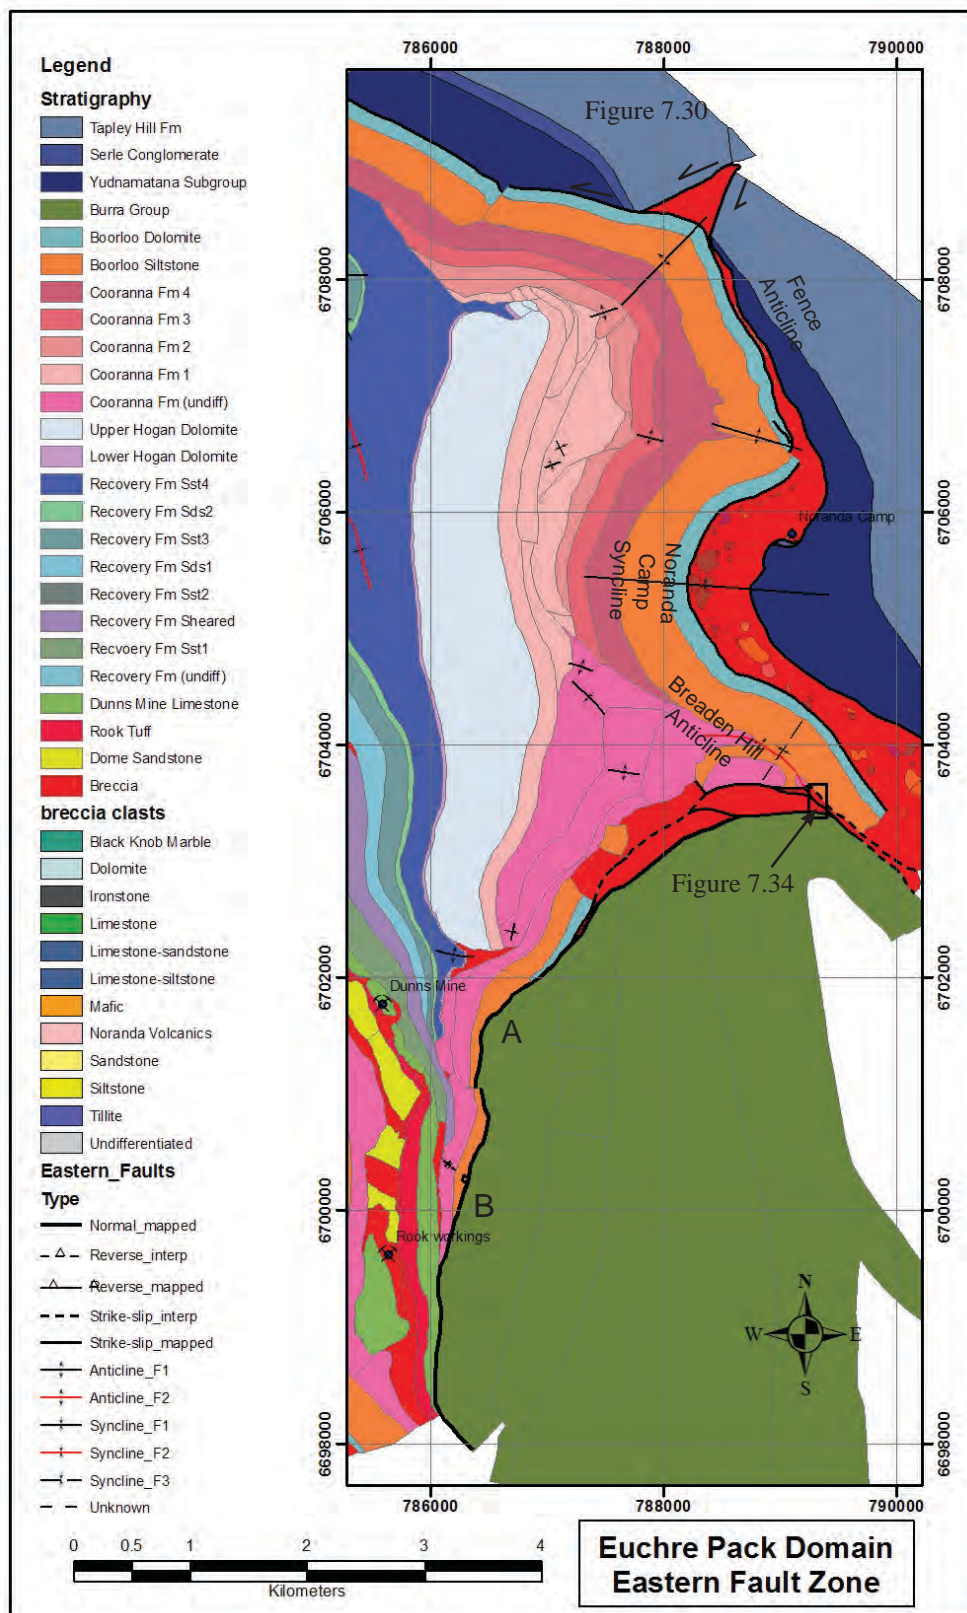 Legend
Stratigraphy
Tapley Hill Fm
Serle Conglomerate
Yudnamatana Subgroup
Burra Group
Boorloo Dolomite
Boorloo Siltstone
Cooranna Fm 4
Cooranna Fm 3
Cooranna Fm 2
Cooranna Fm 1
Cooranna Fm (undiff)
Upper Hogan Dolomite
Lower Hogan Dolomite
Recovery Fm Sst4
Recovery Fm Sds2
Recovery Fm Sst3
Recovery Fm Sds1
Recovery Fm Sst2
Recovery Fm Sheared
Recvoery Fm Sst1
Recovery Fm (undiff)
Dunns Mine Limestone
Rook Tuff
Dome Sandstone
Breccia
breccia clasts
Black Knob Marble
Dolomite
Ironstone
Limestone
Limestone-sandstone
Limestone-siltstone
Mafic
Noranda Volcanics
Sandstone
Siltstone
Tillite
Undifferentiated
Eastern_Faults
Type
Normal_mapped
Reverse_interp
Reverse_mapped
Strike-slip_interp
Strike-slip_mapped
Anticline_F1
Anticline_F2
Syncline_F1
Syncline_F2
Syncline_F3
Unknown
786000
788000
790000
Figure 7.30
6708000
6708000
Fence
Anticline
6706000
6706000
Noranda Camp
Noranda
Camp
Syncline
Breaden Hill
Anticline
6704000
6704000
Figure 7.34
6702000
6702000
Dunns Mine
A
B
6700000
6700000
Rook workings
N
W
E
S
6698000
6698000
786000
788000
790000
0
0.5
1
2
3
4
Kilometers
Euchre Pack Domain
Eastern Fault Zone